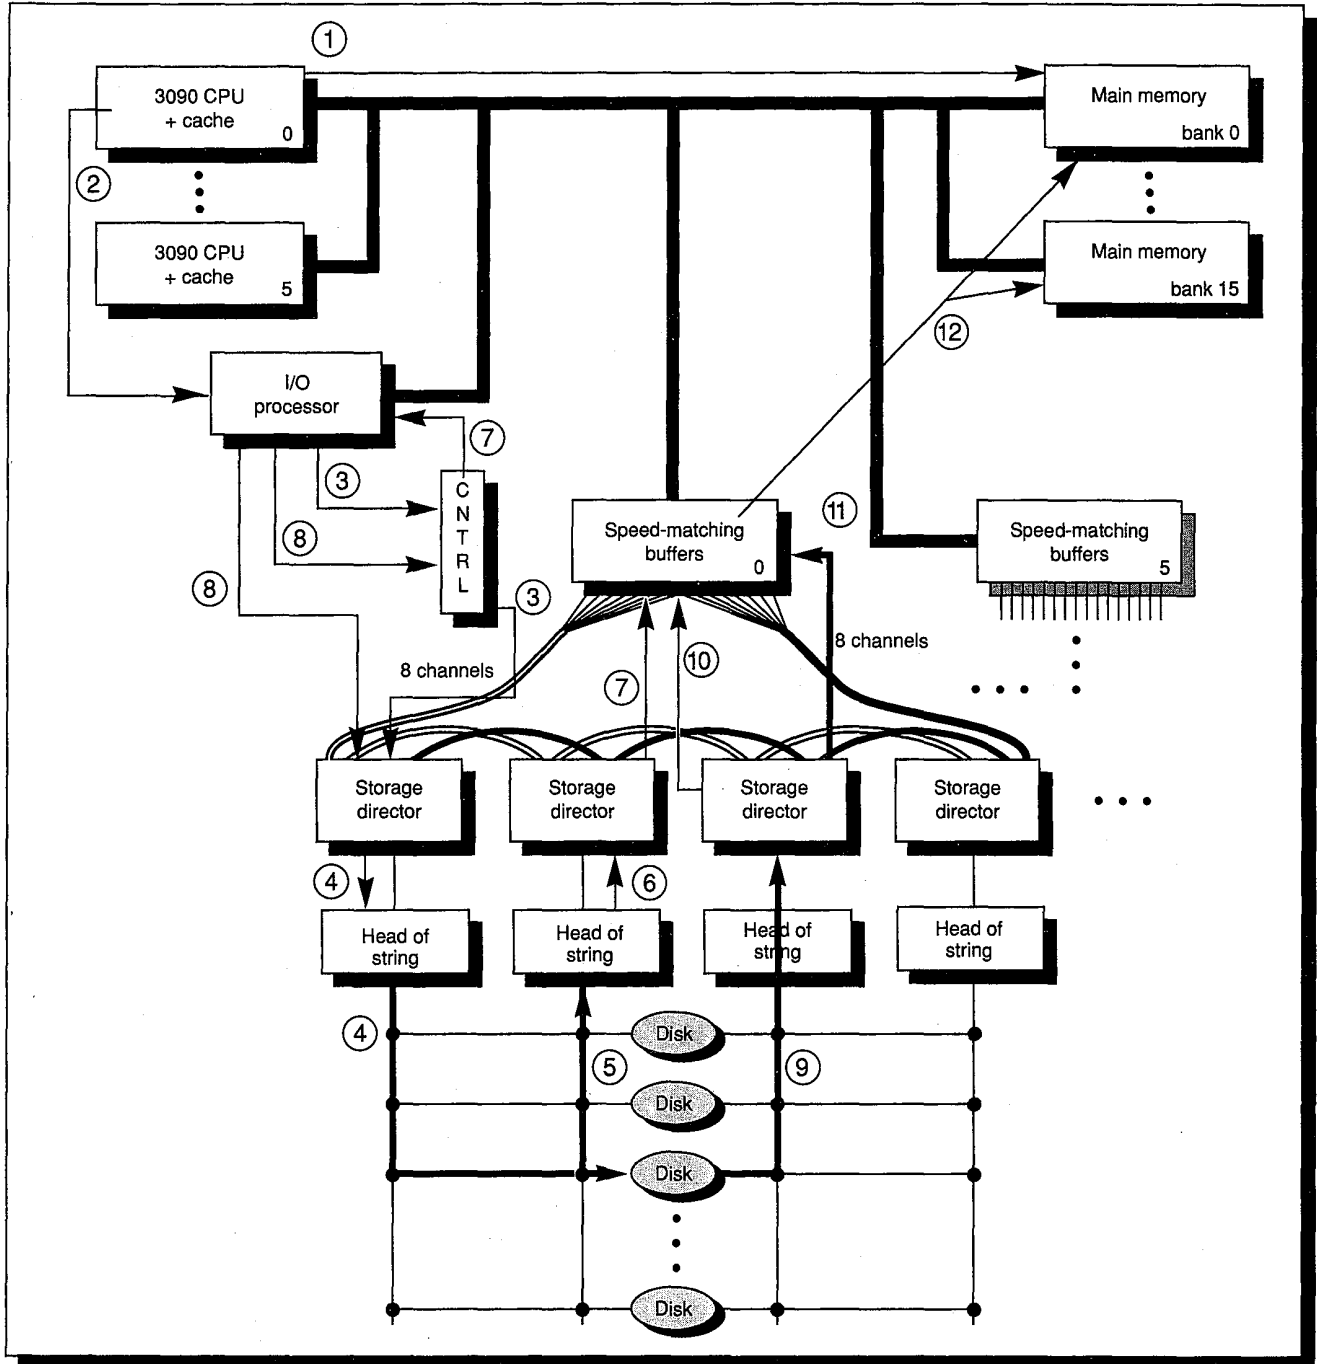 1
3090 CPU
+ cache
0
Main memory
bank 0
2
3090 CPU
+ cache
5
Main memory
bank 15
12
I/O
processor
7
3
C
N
T
R
L
8
11
Speed-matching
buffers
0
Speed-matching
buffers
5
8
3
8 channels
7
10
8 channels
Storage
director
Storage
director
Storage
director
Storage
director
4
6
Head of
string
Head of
string
Head of
string
Head of
string
4
Disk
5
9
Disk
Disk
Disk